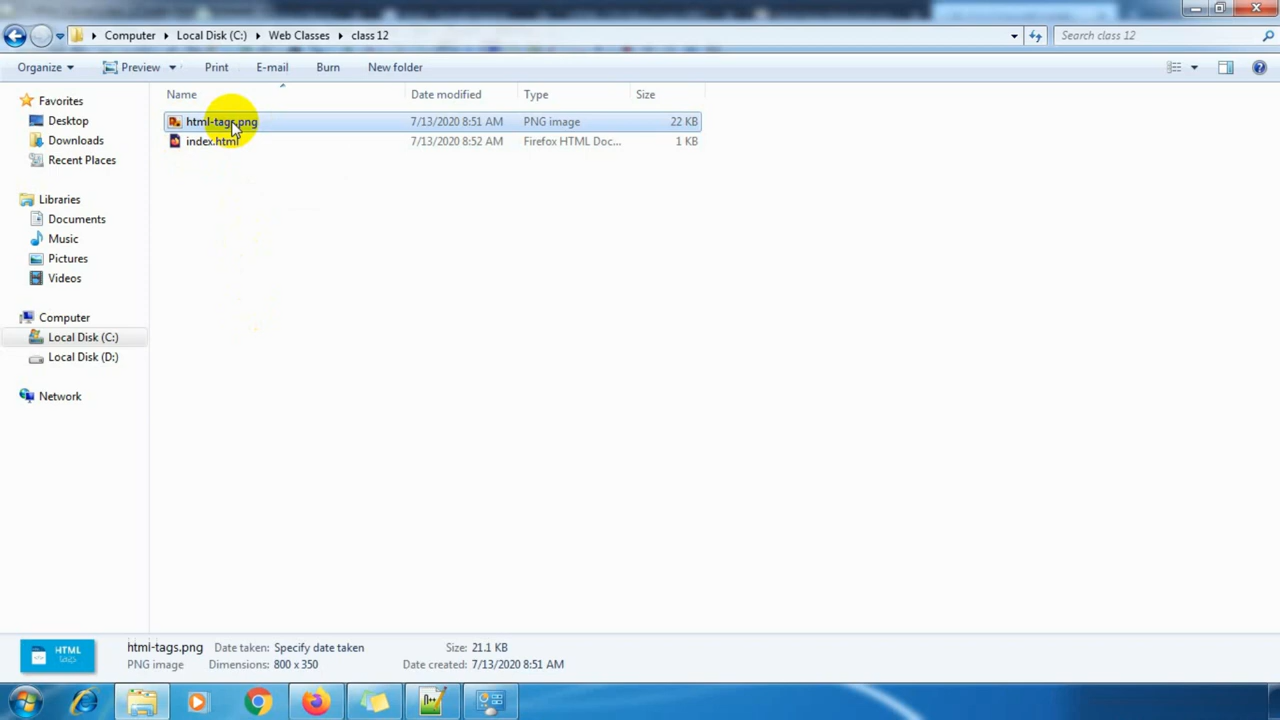 Computer Local Disk (C:) Web Classes class 12
Search class 12
Organize Preview Print E-mail Burn New folder
Name Date modified Type Size
html-tags.png 7/13/2020 8:51 AM PNG image 22 KB
index.html 7/13/2020 8:52 AM Firefox HTML Doc... 1 KB
Favorites
Desktop
Downloads
Recent Places
Libraries
Documents
Music
Pictures
Videos
Computer
Local Disk (C:)
Local Disk (D:)
Network
HTML
tags
html-tags.png Date taken: Specify date taken Size: 21.1 KB
PNG image Dimensions: 800 x 350 Date created: 7/13/2020 8:51 AM